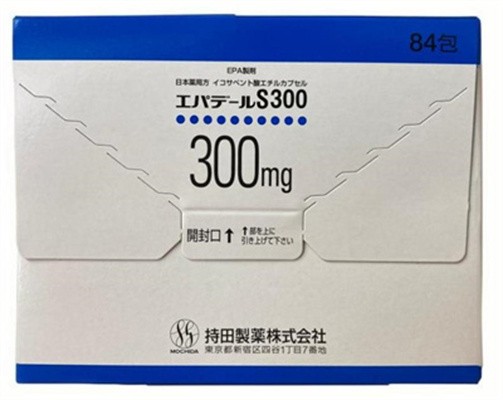 84包
EPA製剤
日本薬局方 イコサペント酸エチルカプセル
エパデールS300
300mg
開封口↑ ↑部を上に
引き上げて下さい
MOCHIDA
持田製薬株式会社
東京都新宿区四谷1丁目7番地